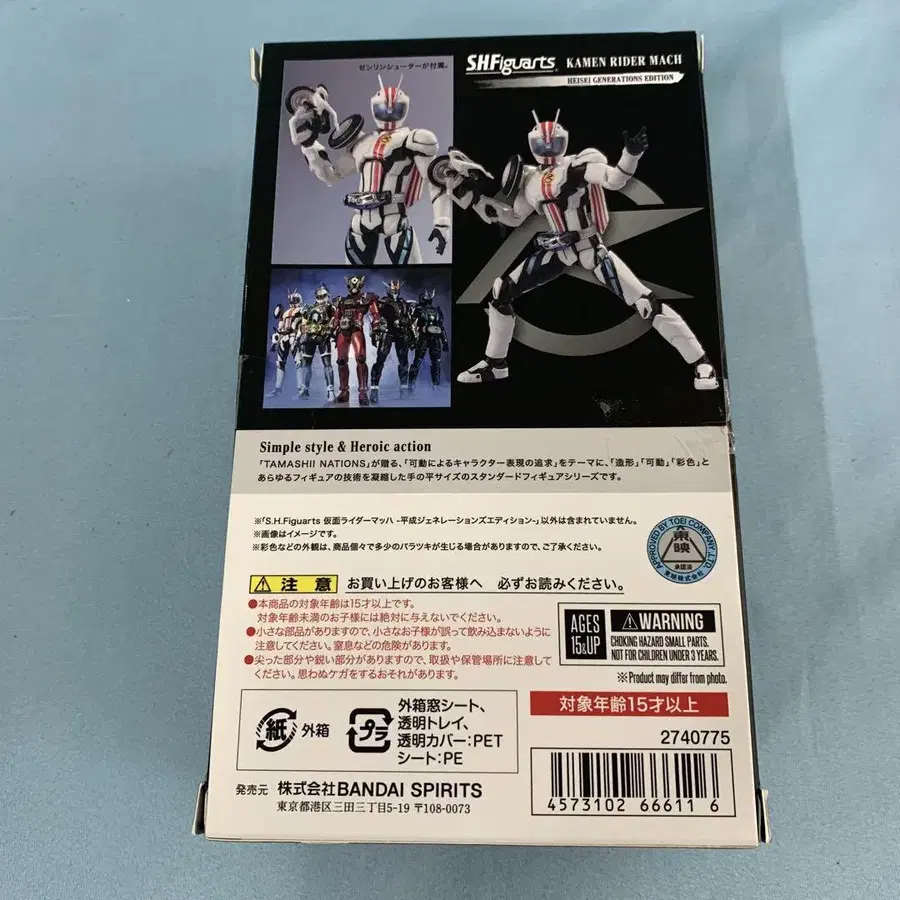 ゼンリンシューターが付属。
S.H.Figuarts KAMEN RIDER MACH
HEISEI GENERATIONS EDITION
Simple style & Heroic action
「TAMASHII NATIONS」が贈る、「可動によるキャラクター表現の追求」をテーマに、「造形」「可動」「彩色」と
あらゆるフィギュアの技術を凝縮した手の平サイズのスタンダードフィギュアシリーズです。
※「S.H.Figuarts 仮面ライダーマッハ -平成ジェネレーションズエディション-」以外は含まれていません。
※画像はイメージです。
※彩色などの外観は、商品個々で多少のバラツキが生じる場合がありますので、ご了承ください。
APPROVED BY TOEI COMPANY, LTD.
東映
承認済
東映株式会社
注意 お買い上げのお客様へ 必ずお読みください。
●本商品の対象年齢は15才以上です。
対象年齢未満のお子様には絶対に与えないでください。
●小さな部品がありますので、小さなお子様が誤って飲み込まないように
注意してください。窒息などの危険があります。
●尖った部分や鋭い部分がありますので、取扱や保管場所に注意して
ください。思わぬケガをするおそれがあります。
AGES
15&UP
WARNING
CHOKING HAZARD SMALL PARTS.
NOT FOR CHILDREN UNDER 3 YEARS.
※Product may differ from photo.
対象年齢15才以上
紙 外箱
プラ
外箱窓シート、
透明トレイ、
透明カバー:PET
シート:PE
2740775
4573102 66611 6
発売元 株式会社BANDAI SPIRITS
東京都港区三田三丁目5-19 〒108-0073